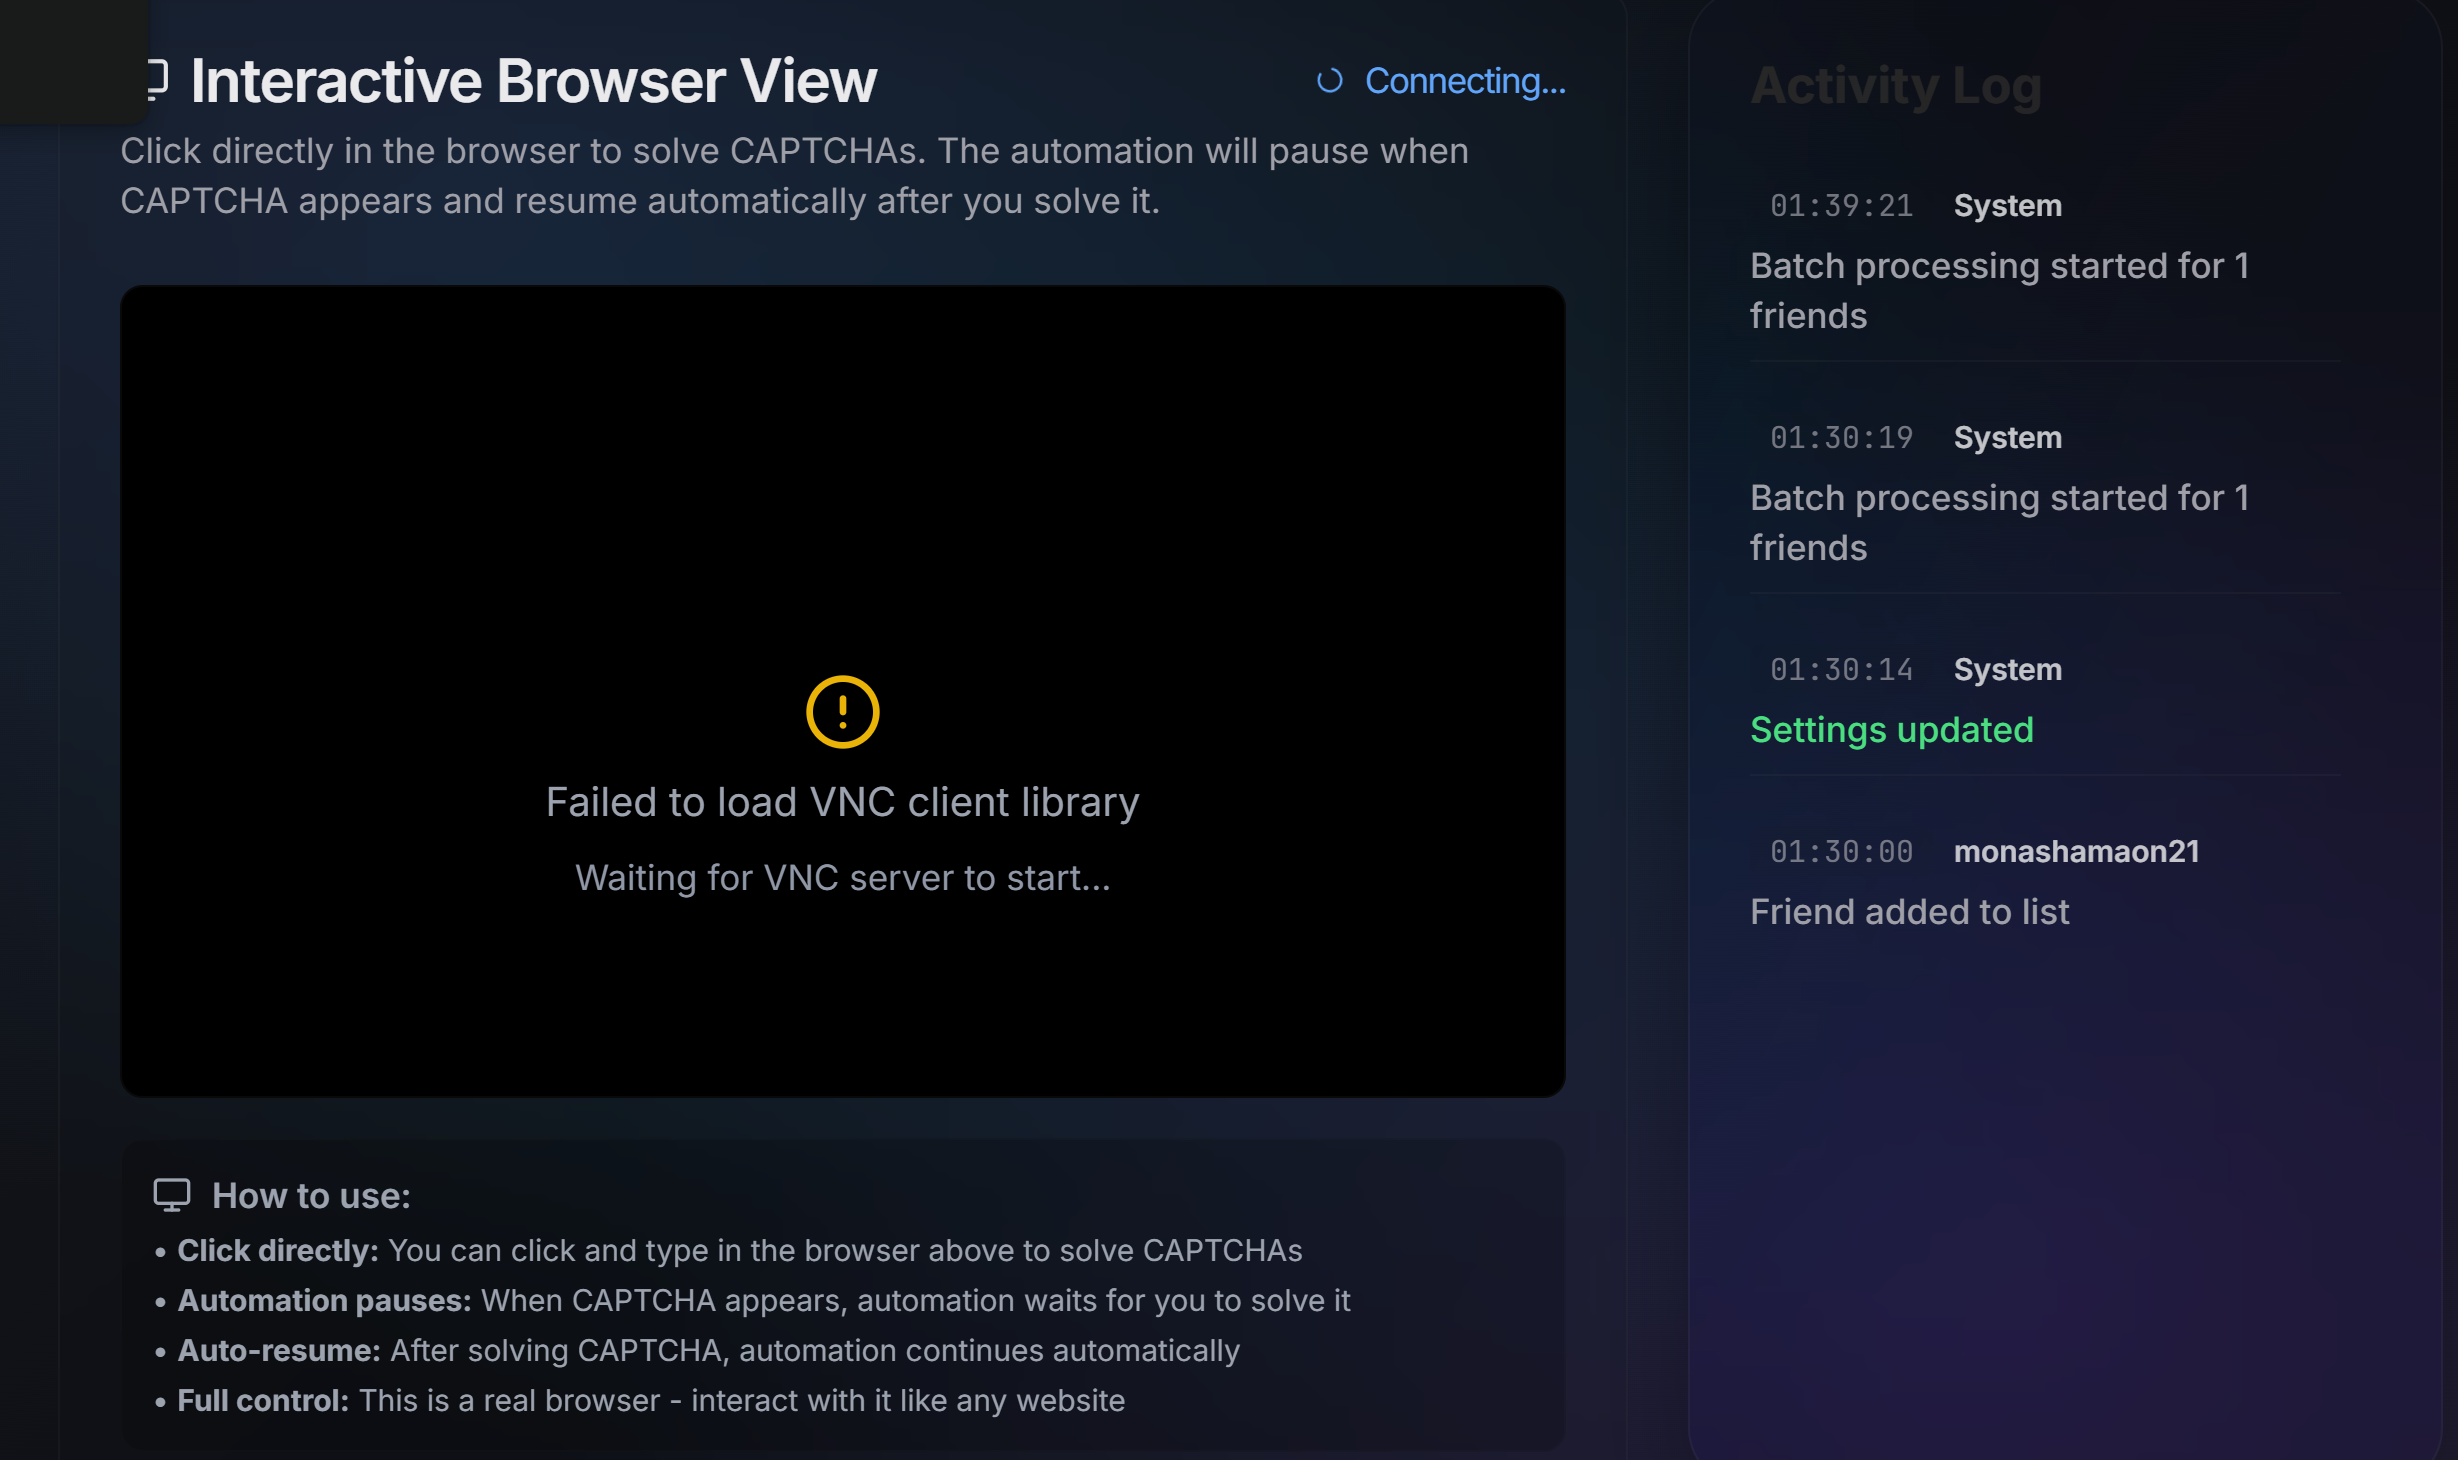 Interactive Browser View
Connecting...
Click directly in the browser to solve CAPTCHAs. The automation will pause when
CAPTCHA appears and resume automatically after you solve it.
Failed to load VNC client library
Waiting for VNC server to start...
How to use:
• Click directly: You can click and type in the browser above to solve CAPTCHAs
• Automation pauses: When CAPTCHA appears, automation waits for you to solve it
• Auto-resume: After solving CAPTCHA, automation continues automatically
• Full control: This is a real browser - interact with it like any website
Activity Log
01:39:21 System
Batch processing started for 1
friends
01:30:19 System
Batch processing started for 1
friends
01:30:14 System
Settings updated
01:30:00 monashamaon21
Friend added to list